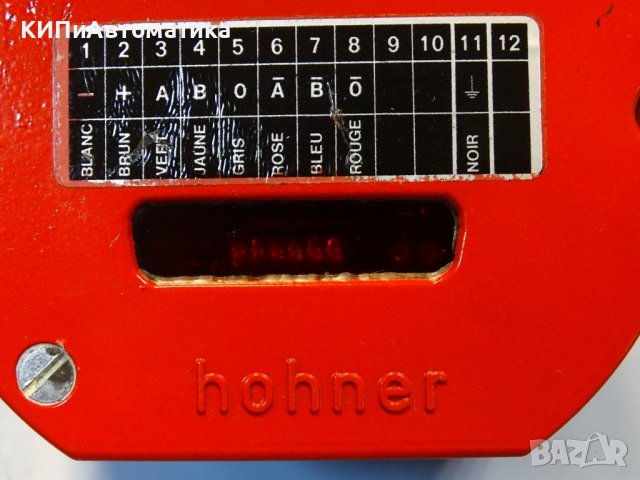 КИПиАвтоматика
1 2 3 4 5 6 7 8 9 10 11 12
- + A B O A̅ B̅ O̅ ⏚
BLANC BRUN VERT JAUNE GRIS ROSE BLEU ROUGE NOIR
hohner
BAZAR